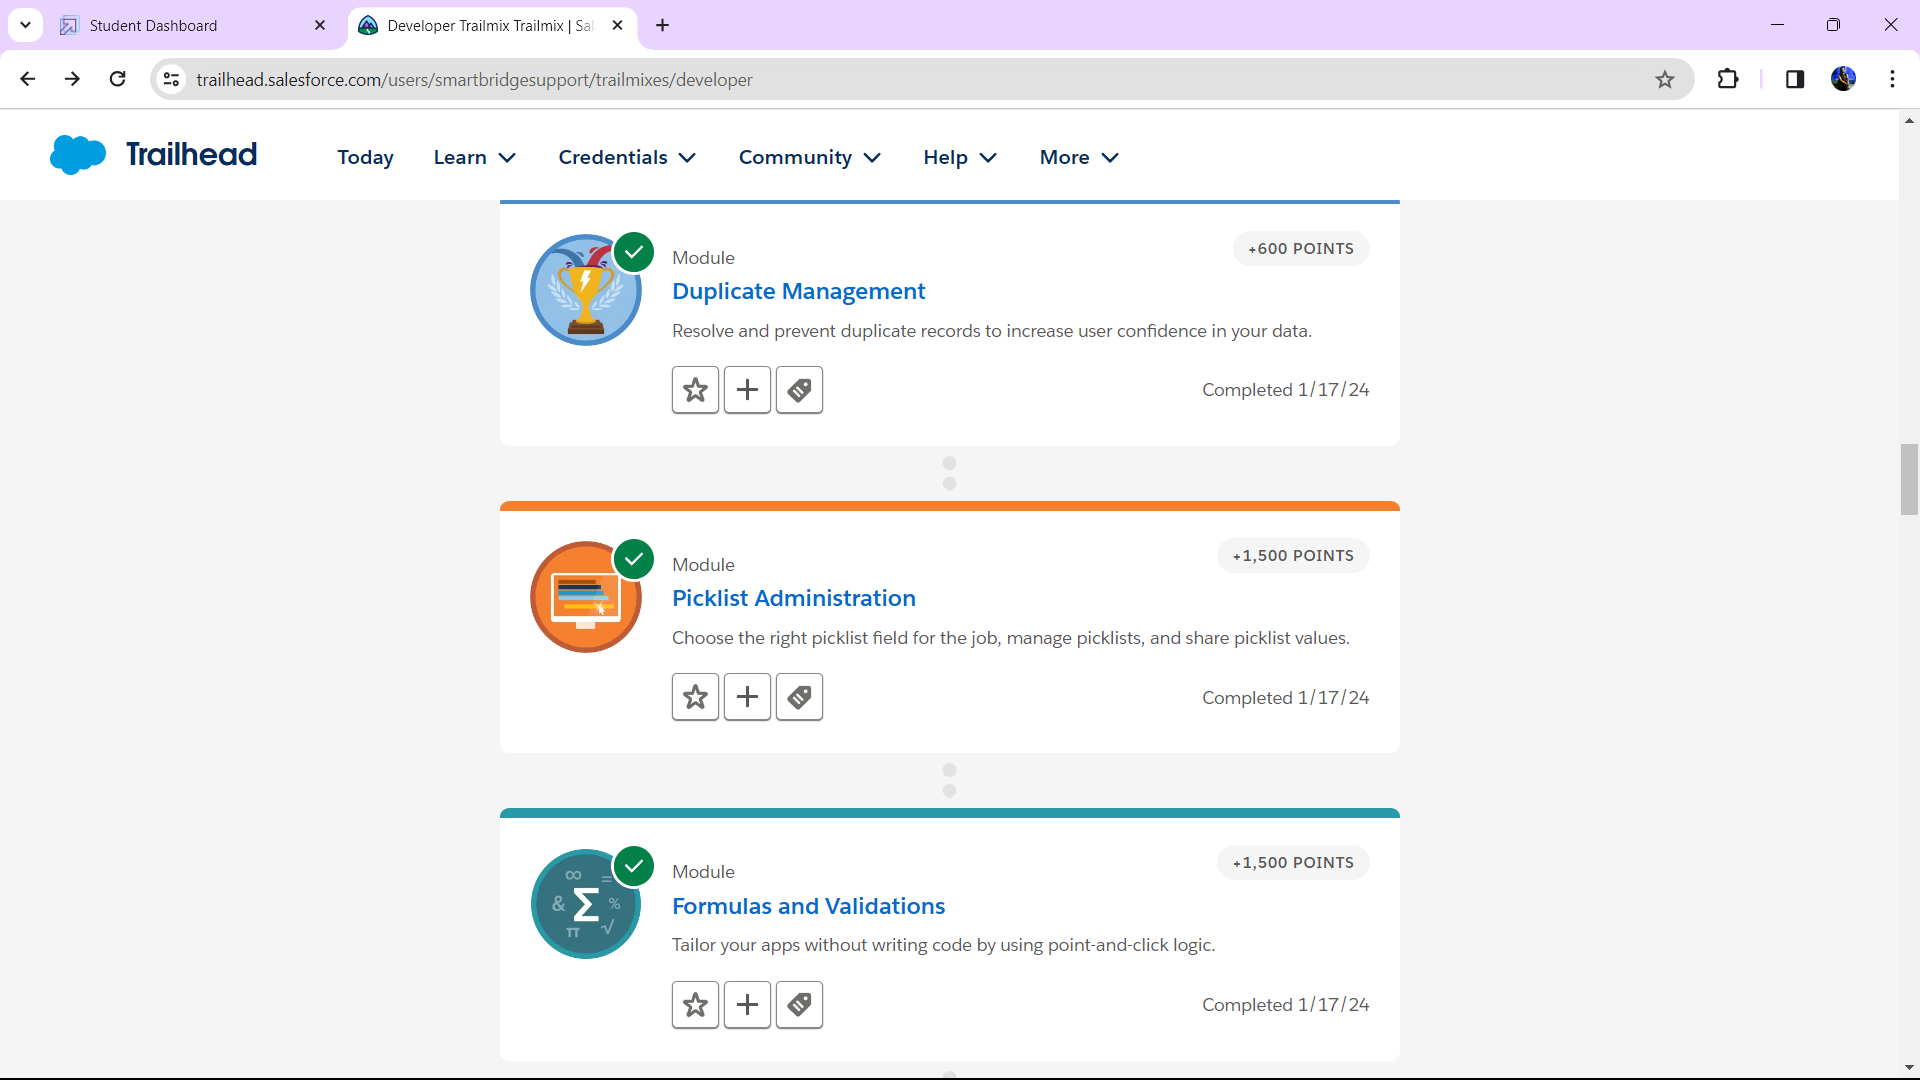 Student Dashboard
Developer Trailmix Trailmix | Sal
trailhead.salesforce.com/users/smartbridgesupport/trailmixes/developer
Trailhead
Today Learn Credentials Community Help More
+600 POINTS
Module
Duplicate Management
Resolve and prevent duplicate records to increase user confidence in your data.
Completed 1/17/24
+1,500 POINTS
Module
Picklist Administration
Choose the right picklist field for the job, manage picklists, and share picklist values.
Completed 1/17/24
+1,500 POINTS
∞ =
& Σ %
π √
Module
Formulas and Validations
Tailor your apps without writing code by using point-and-click logic.
Completed 1/17/24